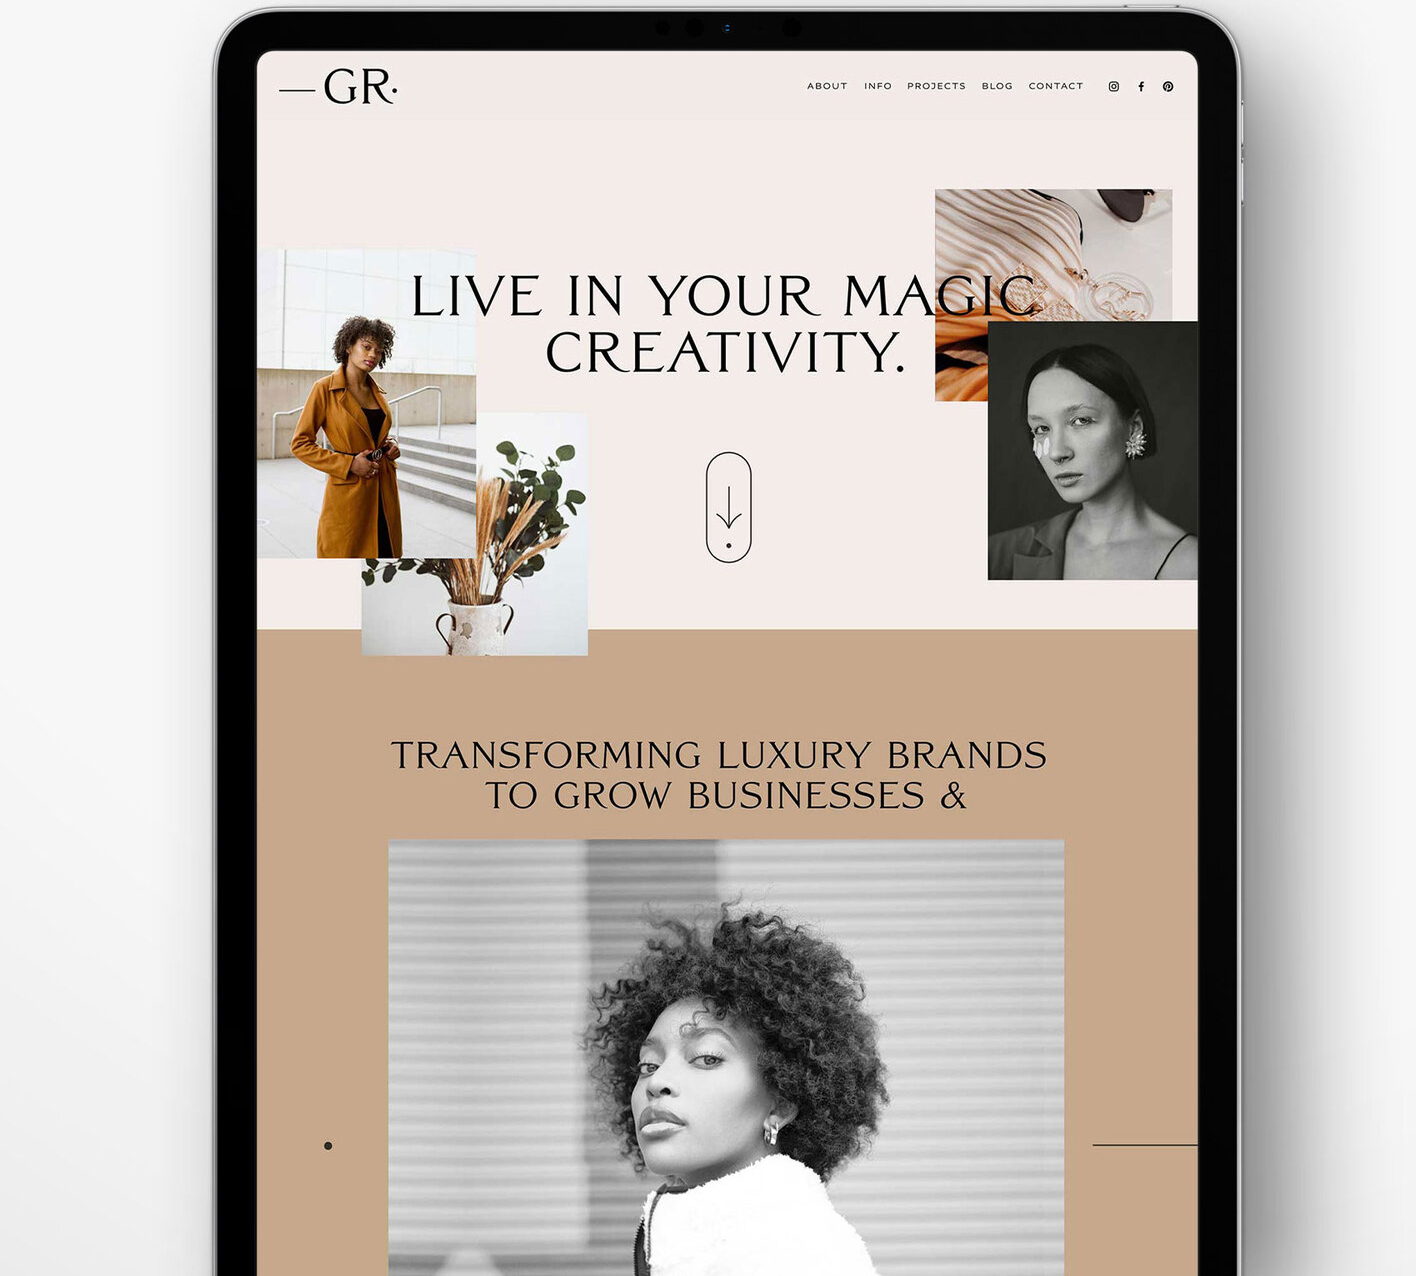 GR.
ABOUT INFO PROJECTS BLOG CONTACT
LIVE IN YOUR MAGIC
CREATIVITY.
TRANSFORMING LUXURY BRANDS
TO GROW BUSINESSES &